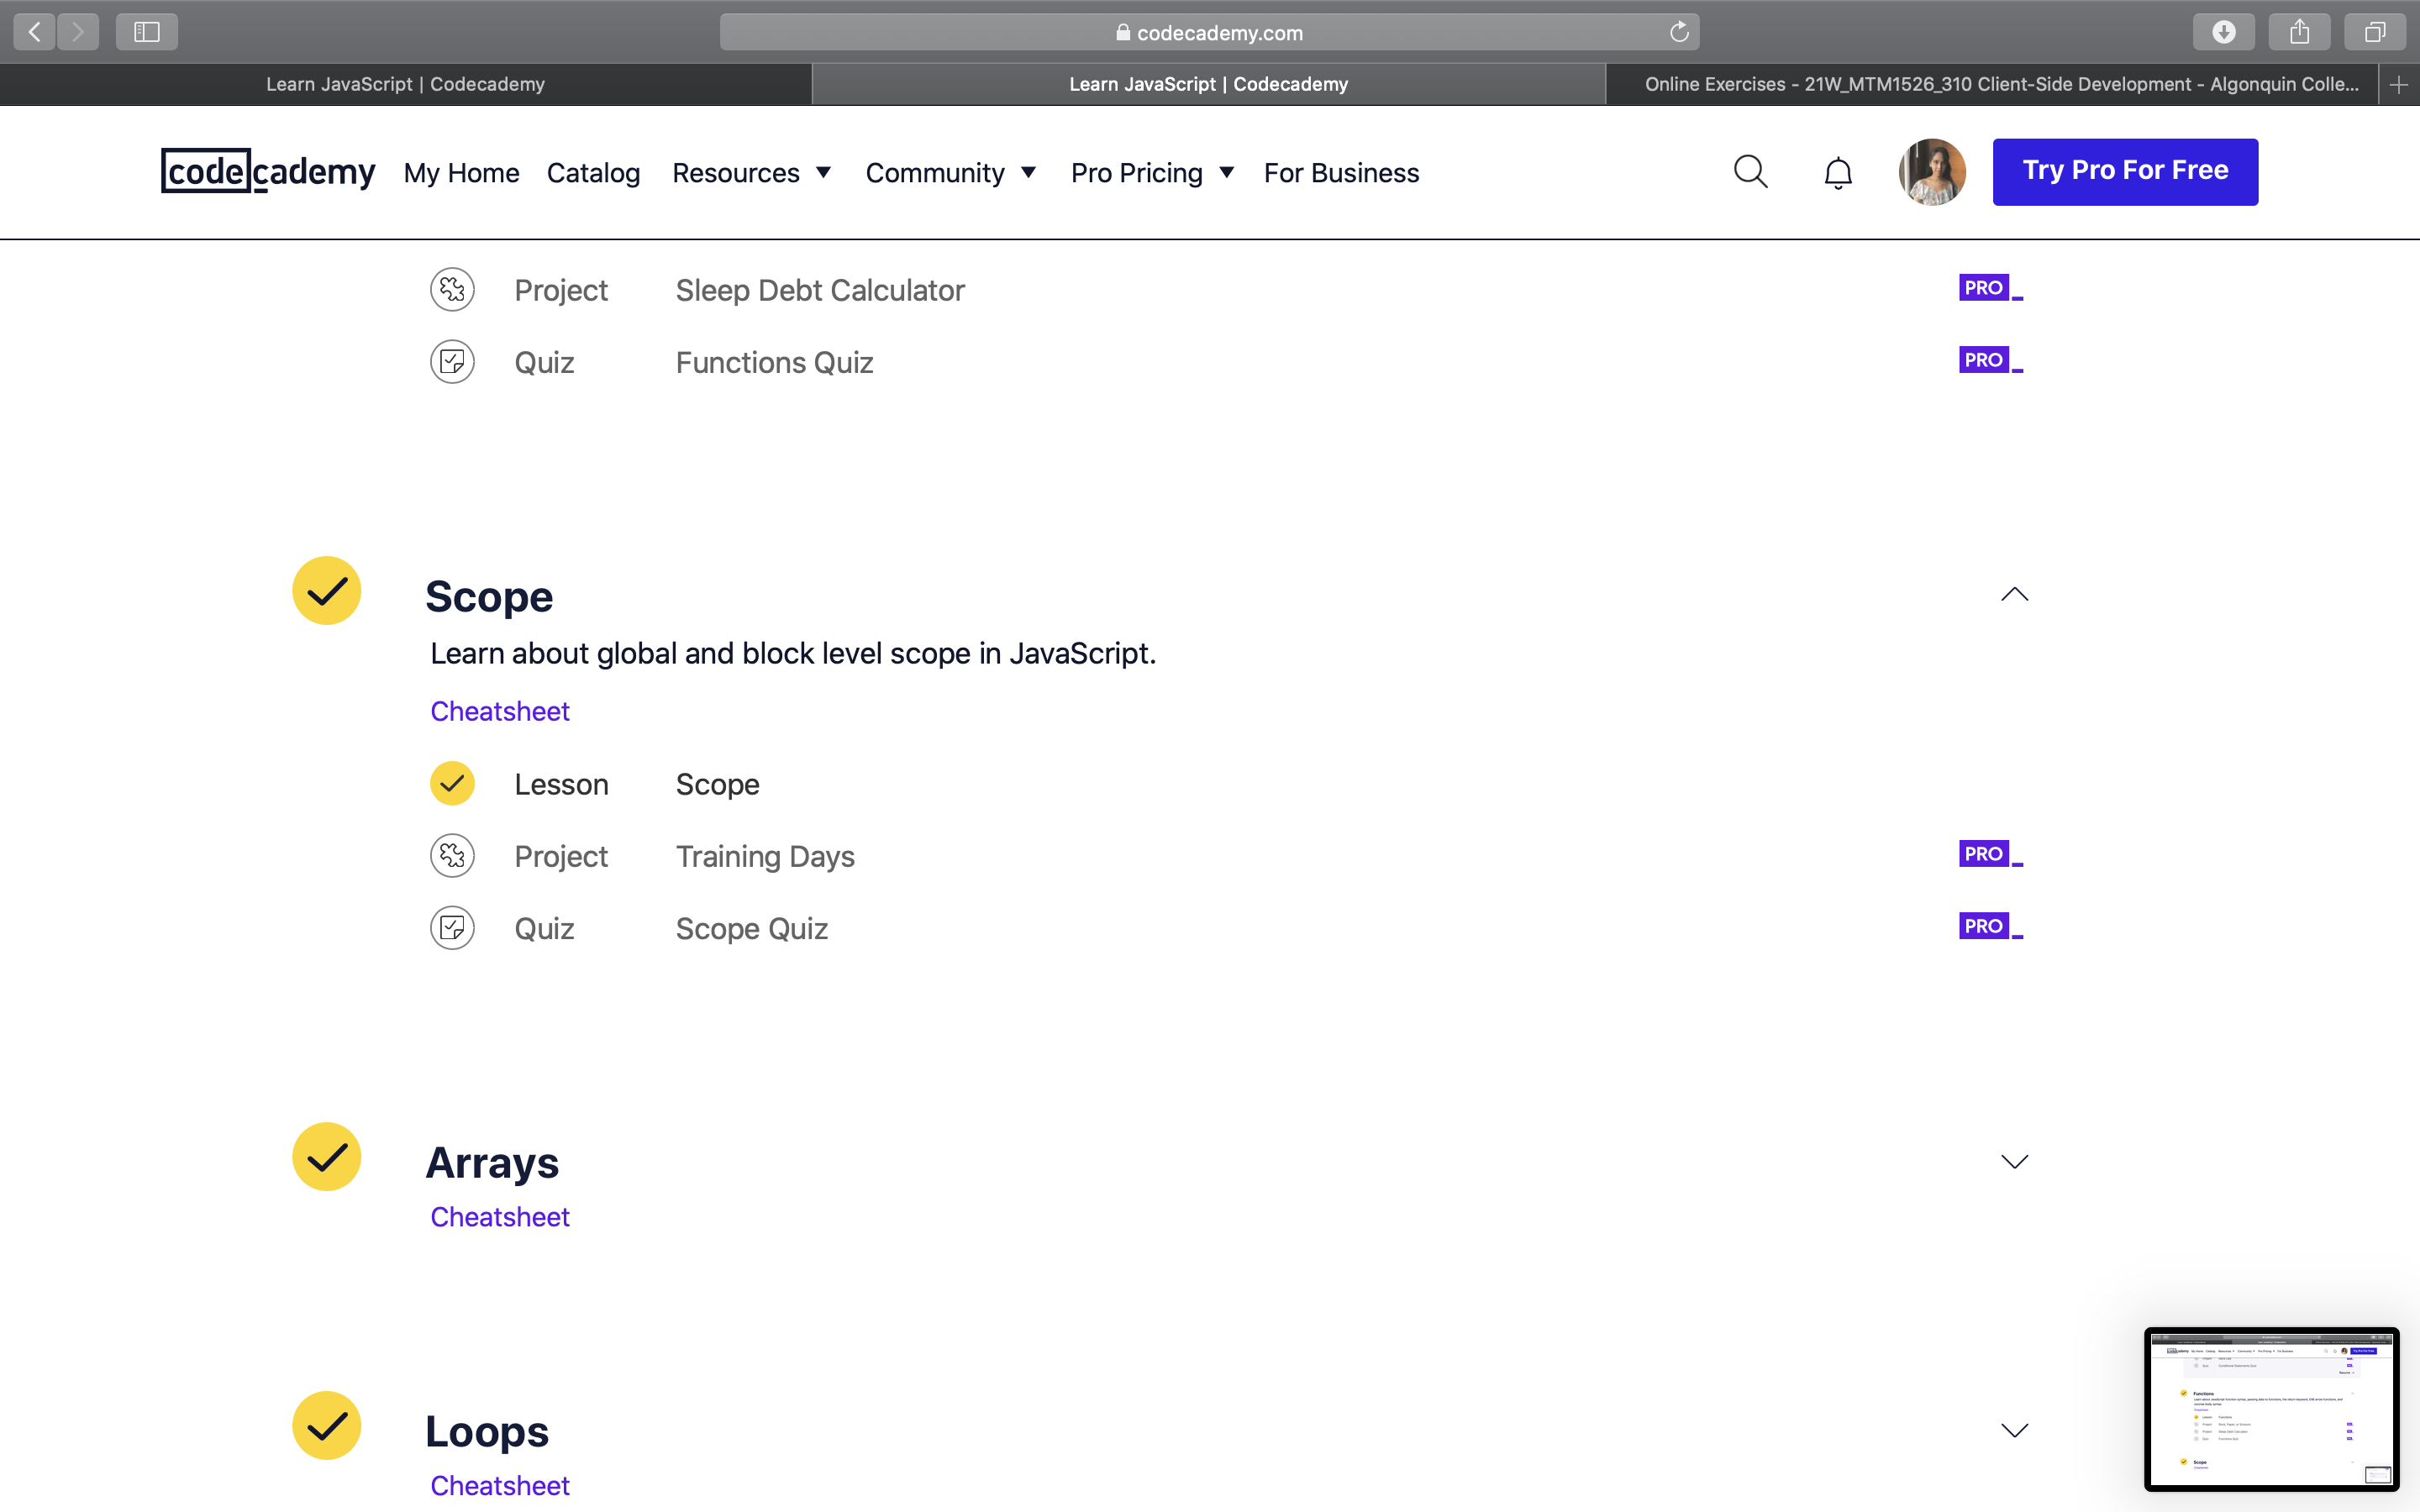 codecademy.com
Learn JavaScript | Codecademy
Learn JavaScript | Codecademy
Online Exercises - 21W_MTM1526_310 Client-Side Development - Algonquin Colle...
codecademy
My Home
Catalog
Resources
Community
Pro Pricing
For Business
Try Pro For Free
Project Sleep Debt Calculator PRO
Quiz Functions Quiz PRO
Scope
Learn about global and block level scope in JavaScript.
Cheatsheet
Lesson Scope
Project Training Days PRO
Quiz Scope Quiz PRO
Arrays
Cheatsheet
Loops
Cheatsheet
Functions
Scope